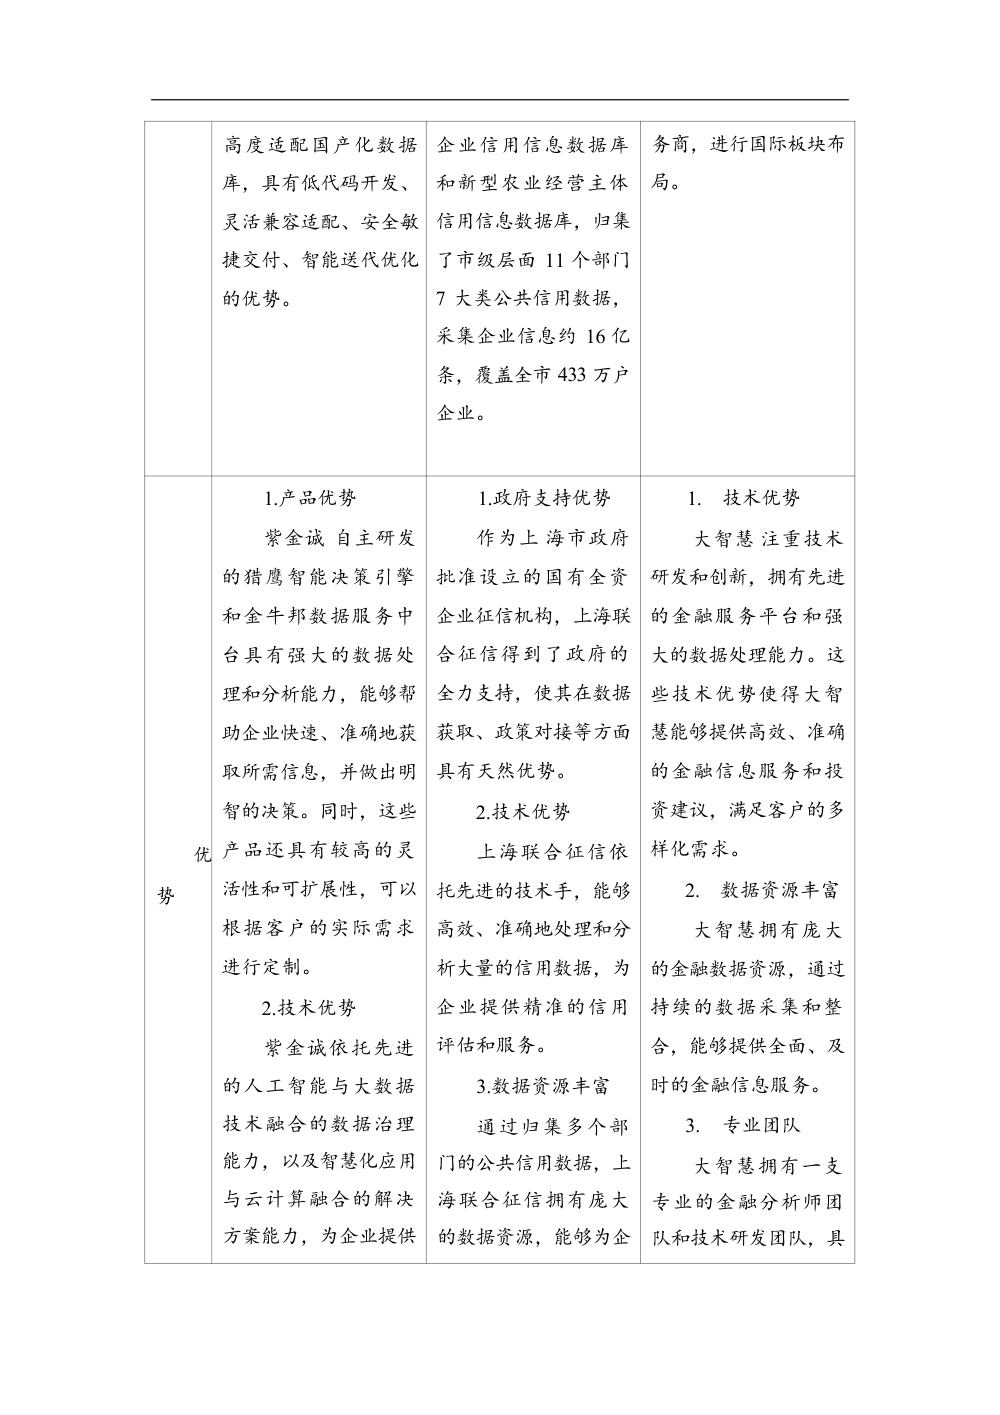 高度适配国产化数据
库，具有低代码开发、
灵活兼容适配、安全敏
捷交付、智能送代优化
的优势。
企业信用信息数据库
和新型农业经营主体
信用信息数据库，归集
了市级层面 11 个部门
7 大类公共信用数据，
采集企业信息约 16 亿
条，覆盖全市 433 万户
企业。
务商，进行国际板块布
局。
优
势
1.产品优势
紫金诚 自主研发
的猎鹰智能决策引擎
和金牛邦数据服务中
台具有强大的数据处
理和分析能力，能够帮
助企业快速、准确地获
取所需信息，并做出明
智的决策。同时，这些
产品还具有较高的灵
活性和可扩展性，可以
根据客户的实际需求
进行定制。
2.技术优势
紫金诚依托先进
的人工智能与大数据
技术融合的数据治理
能力，以及智慧化应用
与云计算融合的解决
方案能力，为企业提供
1.政府支持优势
作为上 海市政府
批准设立的国有全资
企业征信机构，上海联
合征信得到了政府的
全力支持，使其在数据
获取、政策对接等方面
具有天然优势。
2.技术优势
上海联合征信依
托先进的技术手，能够
高效、准确地处理和分
析大量的信用数据，为
企业提供精准的信用
评估和服务。
3.数据资源丰富
通过归集多个部
门的公共信用数据，上
海联合征信拥有庞大
的数据资源，能够为企
1. 技术优势
大智慧 注重技术
研发和创新，拥有先进
的金融服务平台和强
大的数据处理能力。这
些技术优势使得大智
慧能够提供高效、准确
的金融信息服务和投
资建议，满足客户的多
样化需求。
2. 数据资源丰富
大智慧拥有庞大
的金融数据资源，通过
持续的数据采集和整
合，能够提供全面、及
时的金融信息服务。
3. 专业团队
大智慧拥有一支
专业的金融分析师团
队和技术研发团队，具